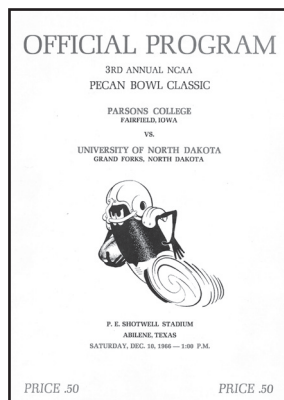 OFFICIAL PROGRAM
3RD ANNUAL NCAA
PECAN BOWL CLASSIC
PARSONS COLLEGE
FAIRFIELD, IOWA
VS.
UNIVERSITY OF NORTH DAKOTA
GRAND FORKS, NORTH DAKOTA
P. E. SHOTWELL STADIUM
ABILENE, TEXAS
SATURDAY, DEC. 10, 1966 — 1:00 P.M.
PRICE .50 PRICE .50